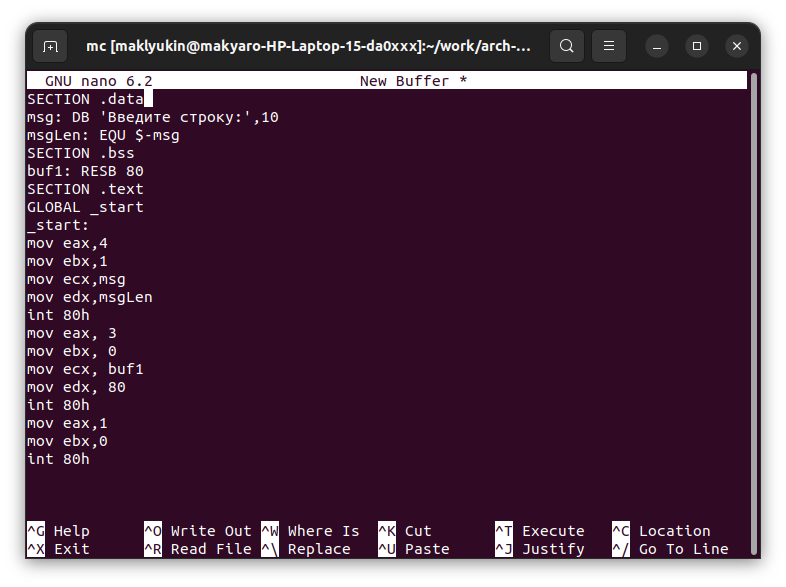 mc [maklyukin@makyaro-HP-Laptop-15-da0xxx]:~/work/arch-...
GNU nano 6.2 New Buffer *
SECTION .data
msg: DB 'Введите строку:',10
msgLen: EQU $-msg
SECTION .bss
buf1: RESB 80
SECTION .text
GLOBAL _start
_start:
mov eax,4
mov ebx,1
mov ecx,msg
mov edx,msgLen
int 80h
mov eax, 3
mov ebx, 0
mov ecx, buf1
mov edx, 80
int 80h
mov eax,1
mov ebx,0
int 80h
^G Help ^O Write Out ^W Where Is ^K Cut ^T Execute ^C Location
^X Exit ^R Read File ^\ Replace ^U Paste ^J Justify ^/ Go To Line